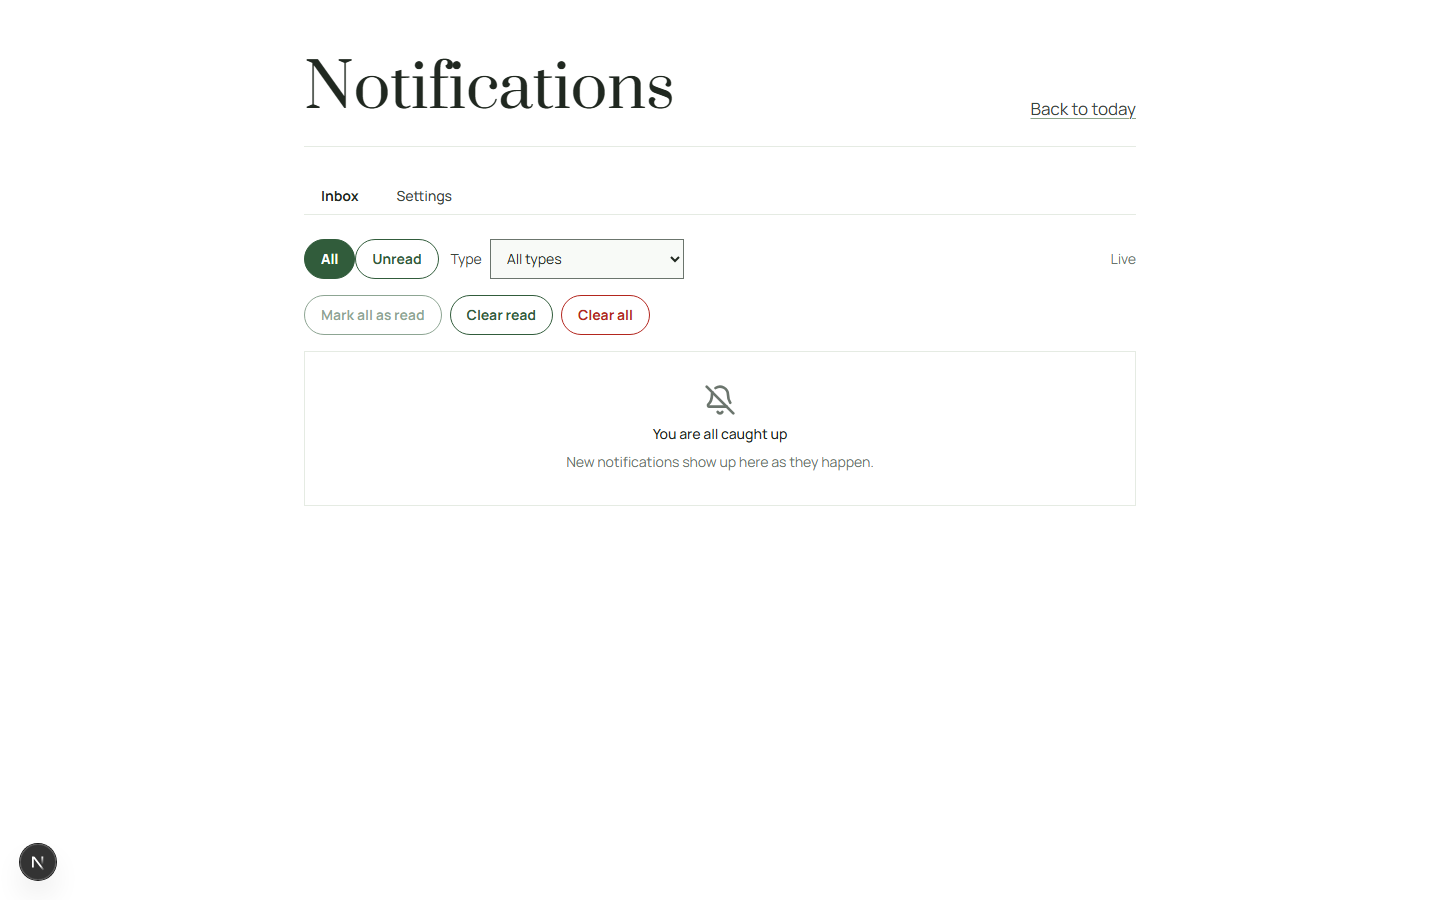 Notifications
Back to today
Inbox Settings
All Unread Type All types Live
Mark all as read Clear read Clear all
You are all caught up
New notifications show up here as they happen.
N